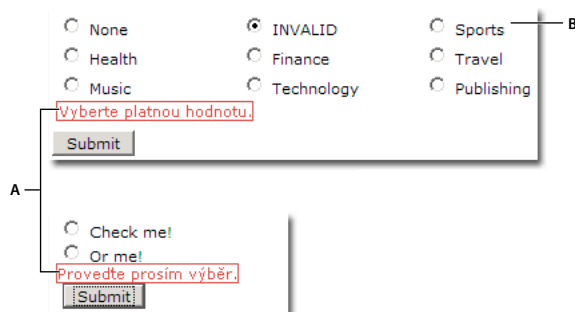 None INVALID Sports B
Health Finance Travel
Music Technology Publishing
Vyberte platnou hodnotu.
Submit
A
Check me!
Or me!
Proveďte prosím výběr.
Submit